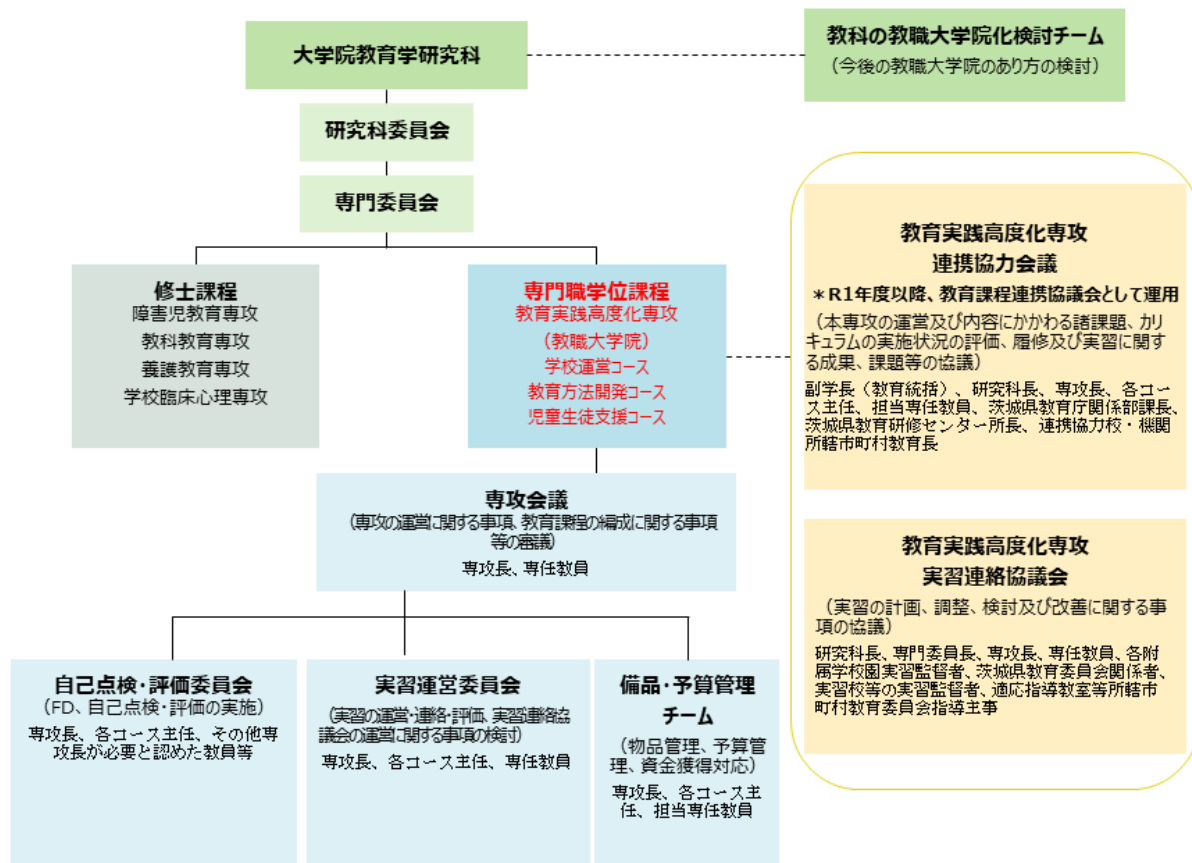 大学院教育学研究科
教科の教職大学院化検討チーム
（今後の教職大学院のあり方の検討）
研究科委員会
専門委員会
修士課程
障害児教育専攻
教科教育専攻
養護教育専攻
学校臨床心理専攻
専門職学位課程
教育実践高度化専攻
（教職大学院）
学校運営コース
教育方法開発コース
児童生徒支援コース
教育実践高度化専攻
連携協力会議
＊R1年度以降、教育課程連携協議会として運用
（本専攻の運営及び内容にかかわる諸課題、カリ
キュラムの実施状況の評価、履修及び実習に関す
る成果、課題等の協議）
副学長（教育統括）、研究科長、専攻長、各コー
ス主任、担当専任教員、茨城県教育庁関係部課長、
茨城県教育研修センター所長、連携協力校・機関
所轄市町村教育長
専攻会議
（専攻の運営に関する事項、教育課程の編成に関する事項
等の審議）
専攻長、専任教員
教育実践高度化専攻
実習連絡協議会
（実習の計画、調整、検討及び改善に関する事
項の協議）
研究科長、専門委員長、専攻長、専任教員、各附
属学校園実習監督者、茨城県教育委員会関係者、
実習校等の実習監督者、適応指導教室等所轄市
町村教育委員会指導主事
自己点検・評価委員会
（FD、自己点検・評価の実施）
専攻長、各コース主任、その他専
攻長が必要と認めた教員等
実習運営委員会
（実習の運営・連絡・評価、実習連絡協
議会の運営に関する事項の検討）
専攻長、各コース主任、専任教員
備品・予算管理
チーム
（物品管理、予算管
理、資金獲得対応）
専攻長、各コース主
任、担当専任教員